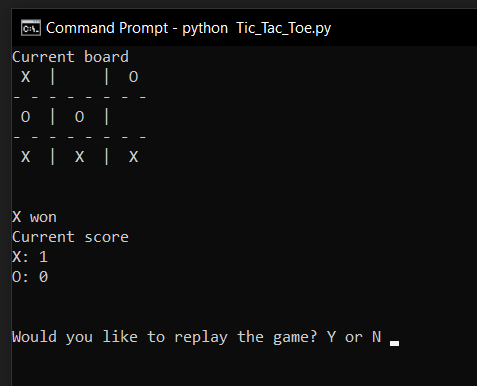 Command Prompt - python Tic_Tac_Toe.py
Current board
X | | O
- - - - - - - -
O | O |
- - - - - - - -
X | X | X
X won
Current score
X: 1
O: 0
Would you like to replay the game? Y or N